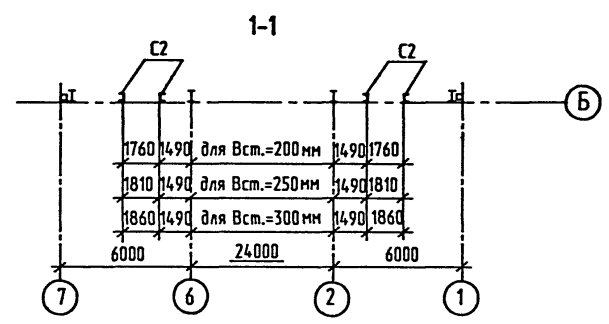 1-1
С2 С2
Б
1760 1490 для Вст.=200мм 1490 1760
1810 1490 для Вст.=250мм 1490 1810
1860 1490 для Вст.=300мм 1490 1860
6000 24000 6000
7 6 2 1